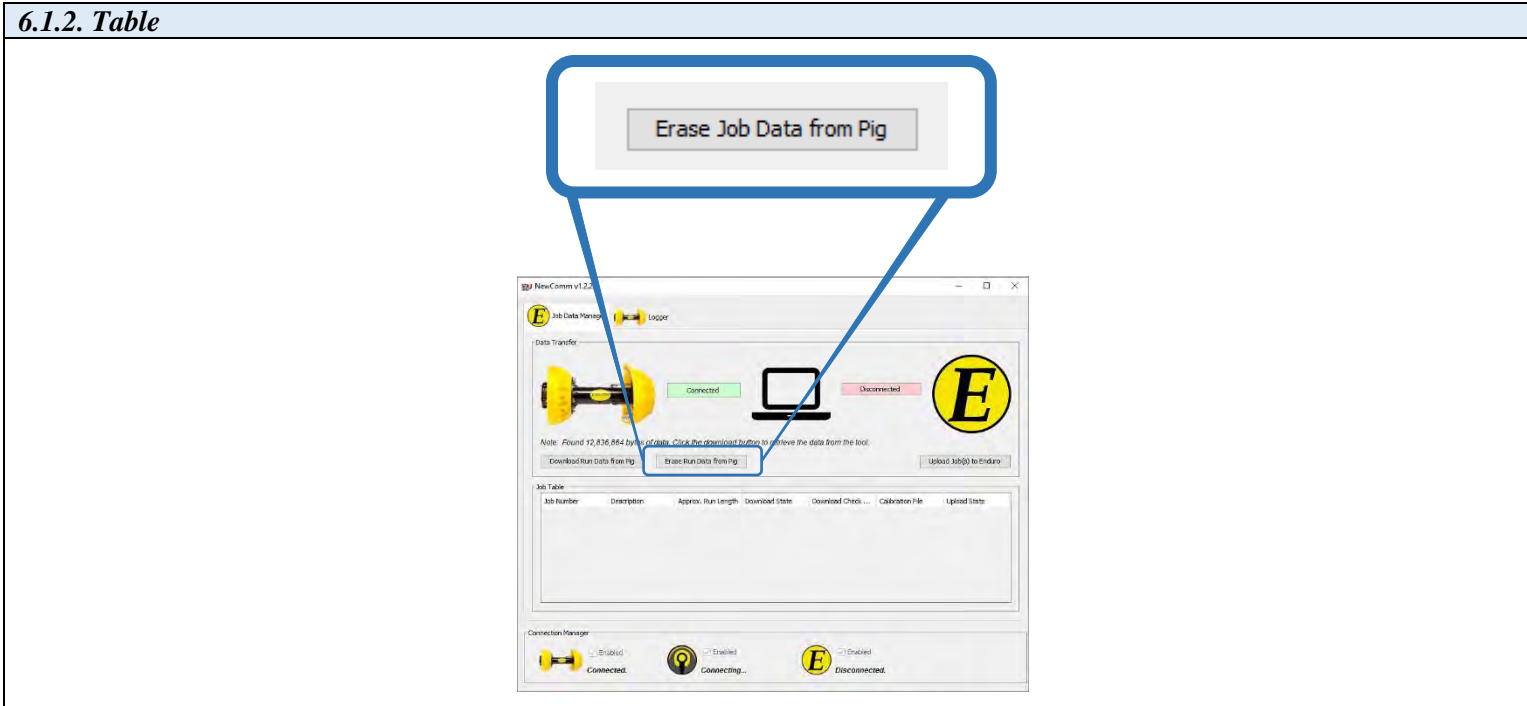 6.1.2. Table
Erase Job Data from Pig
NewComm v1.2.2
Job Data Manager
Logger
Data Transfer
Connected
Disconnected
E
Note: Found 12,836,864 bytes of data. Click the download button to retrieve the data from the tool.
Download Run Data from Pig
Erase Run Data from Pig
Upload Job(s) to Enduro
Job Table
Job Number Description Approx. Run Length Download State Download Check ... Calibration File Upload State
Connection Manager
Enabled
Connected.
Enabled
Connecting...
E
Enabled
Disconnected.